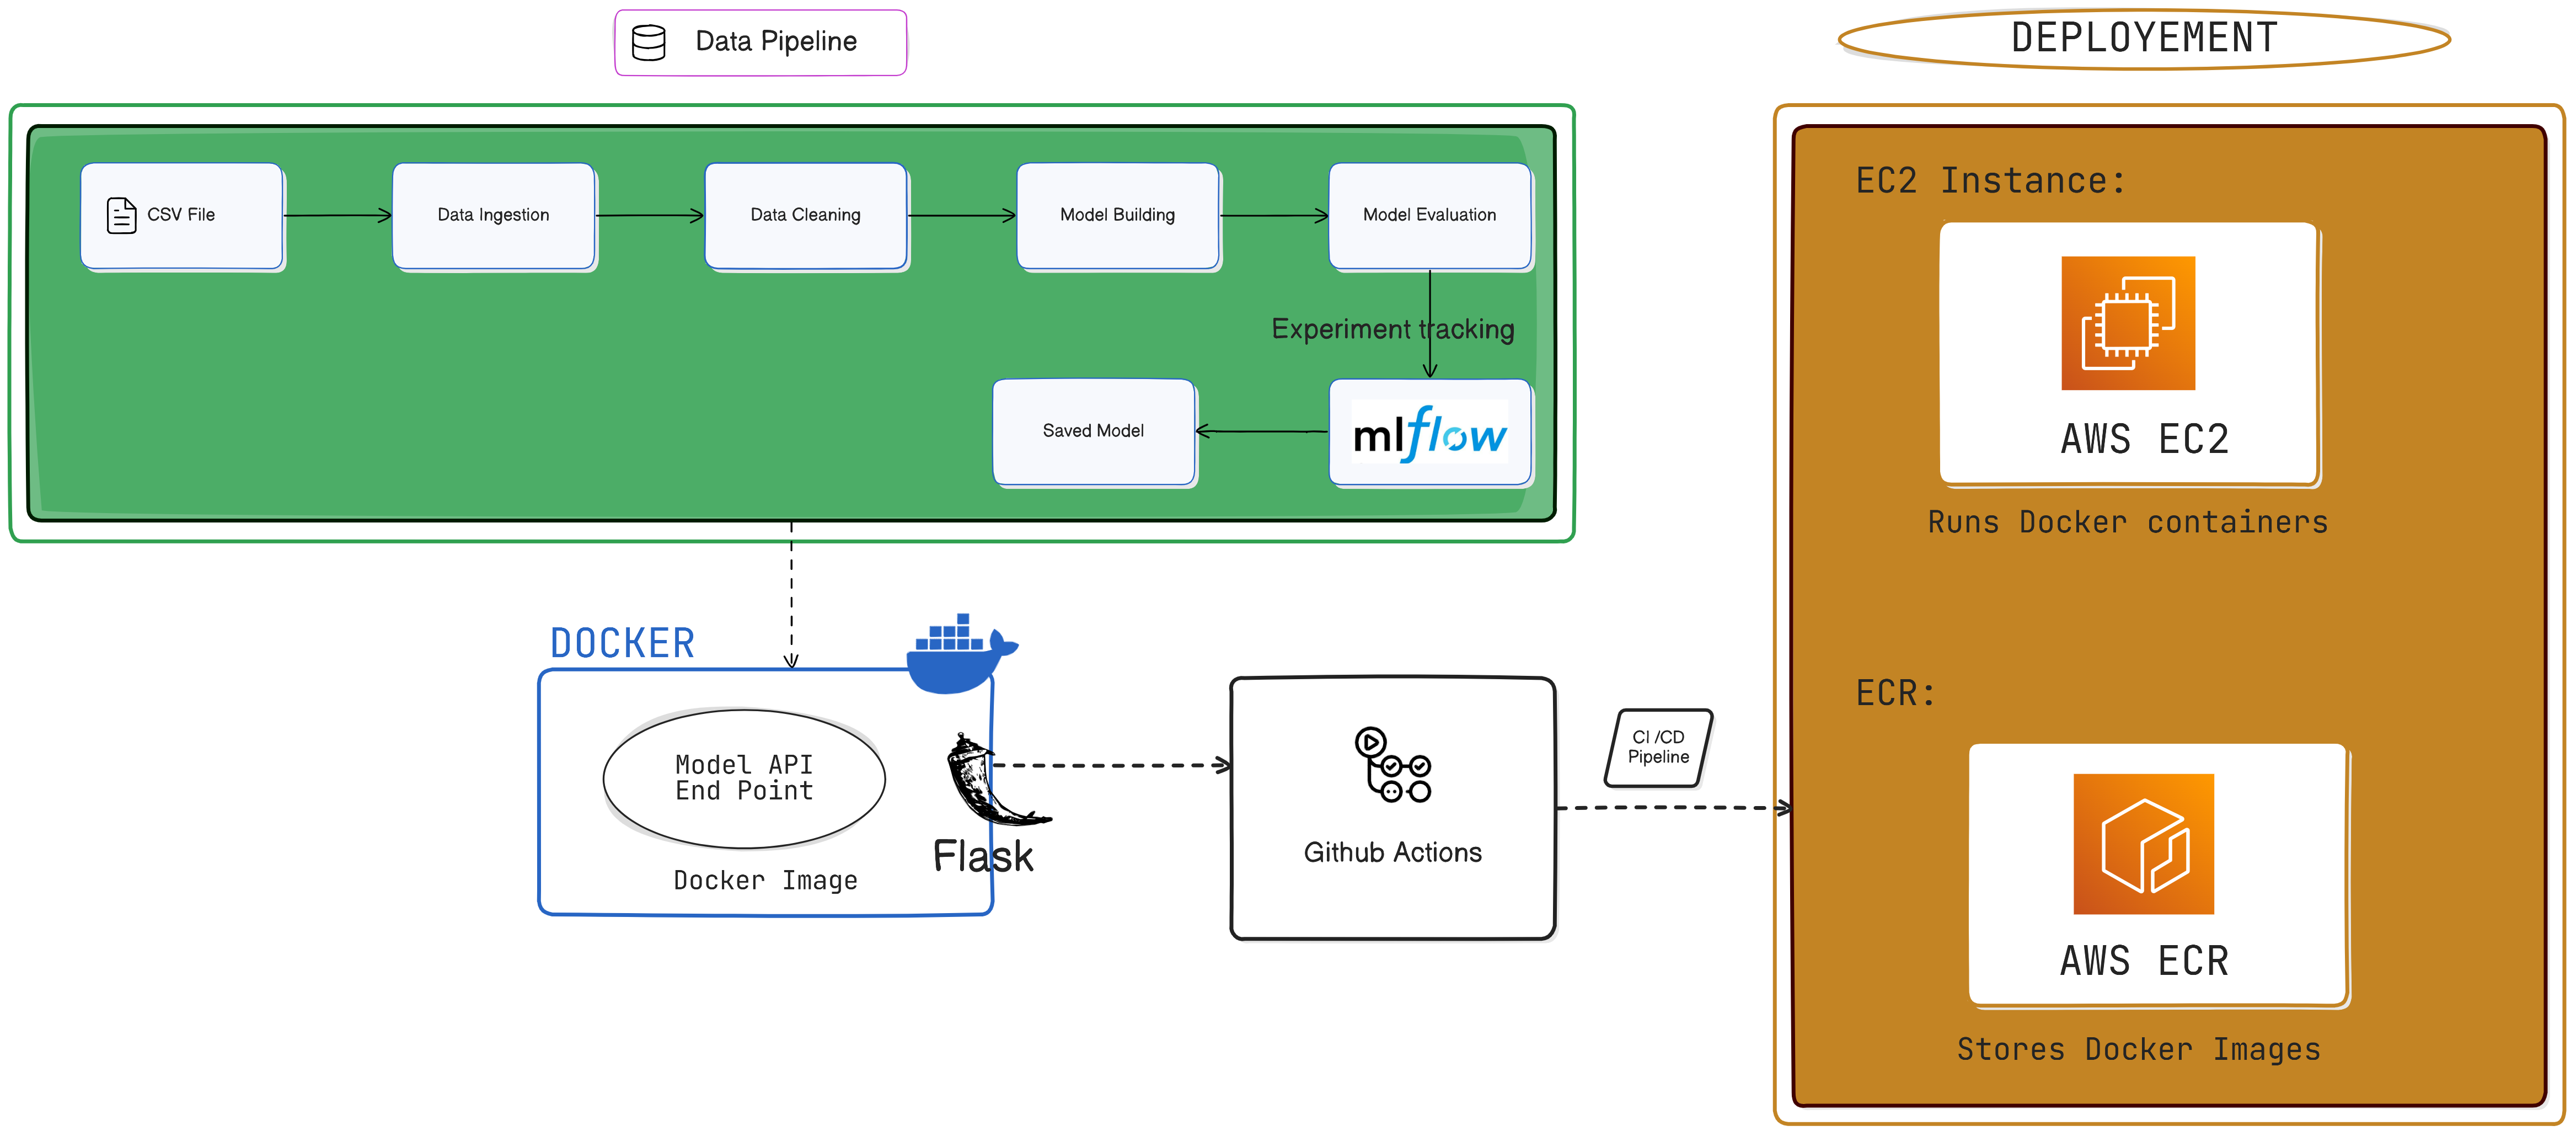 Data Pipeline
DEPLOYEMENT
CSV File
Data Ingestion
Data Cleaning
Model Building
Model Evaluation
Experiment tracking
Saved Model
mlflow
EC2 Instance:
AWS EC2
Runs Docker containers
DOCKER
Model API
End Point
Docker Image
Flask
Github Actions
CI /CD
Pipeline
ECR:
AWS ECR
Stores Docker Images